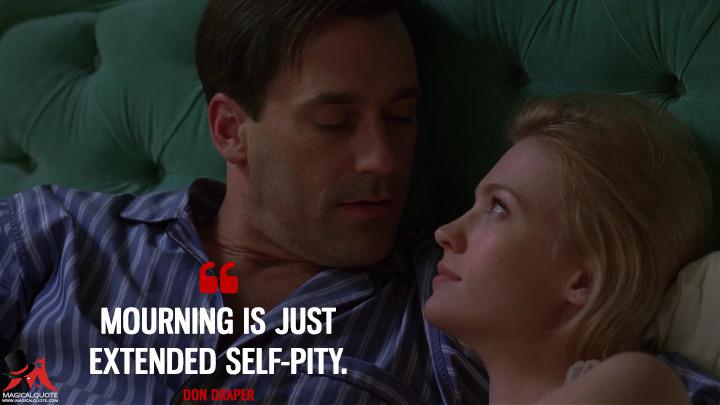 ❝
MOURNING IS JUST
EXTENDED SELF-PITY.
DON DRAPER
MAGICALQUOTE
WWW.MAGICALQUOTE.COM